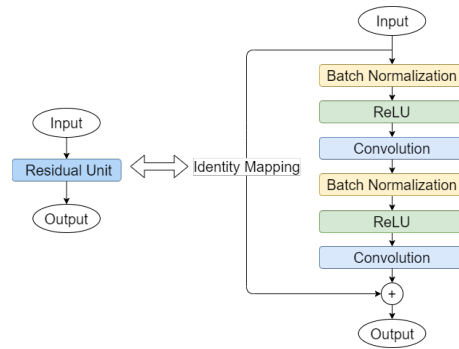 Input
Residual Unit
Output
Identity Mapping
Input
Batch Normalization
ReLU
Convolution
Batch Normalization
ReLU
Convolution
+
Output